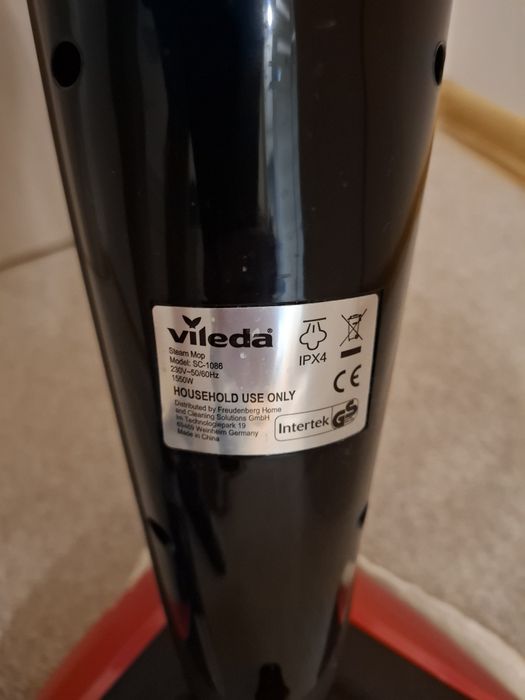 vileda®
Steam Mop
Model: SC-1086
230V~50/60Hz
1550W
IPX4
CE
HOUSEHOLD USE ONLY
Distributed by Freudenberg Home
and Cleaning Solutions GmbH
im Technologiepark 19
69469 Weinheim Germany
Made in China
Intertek
GS